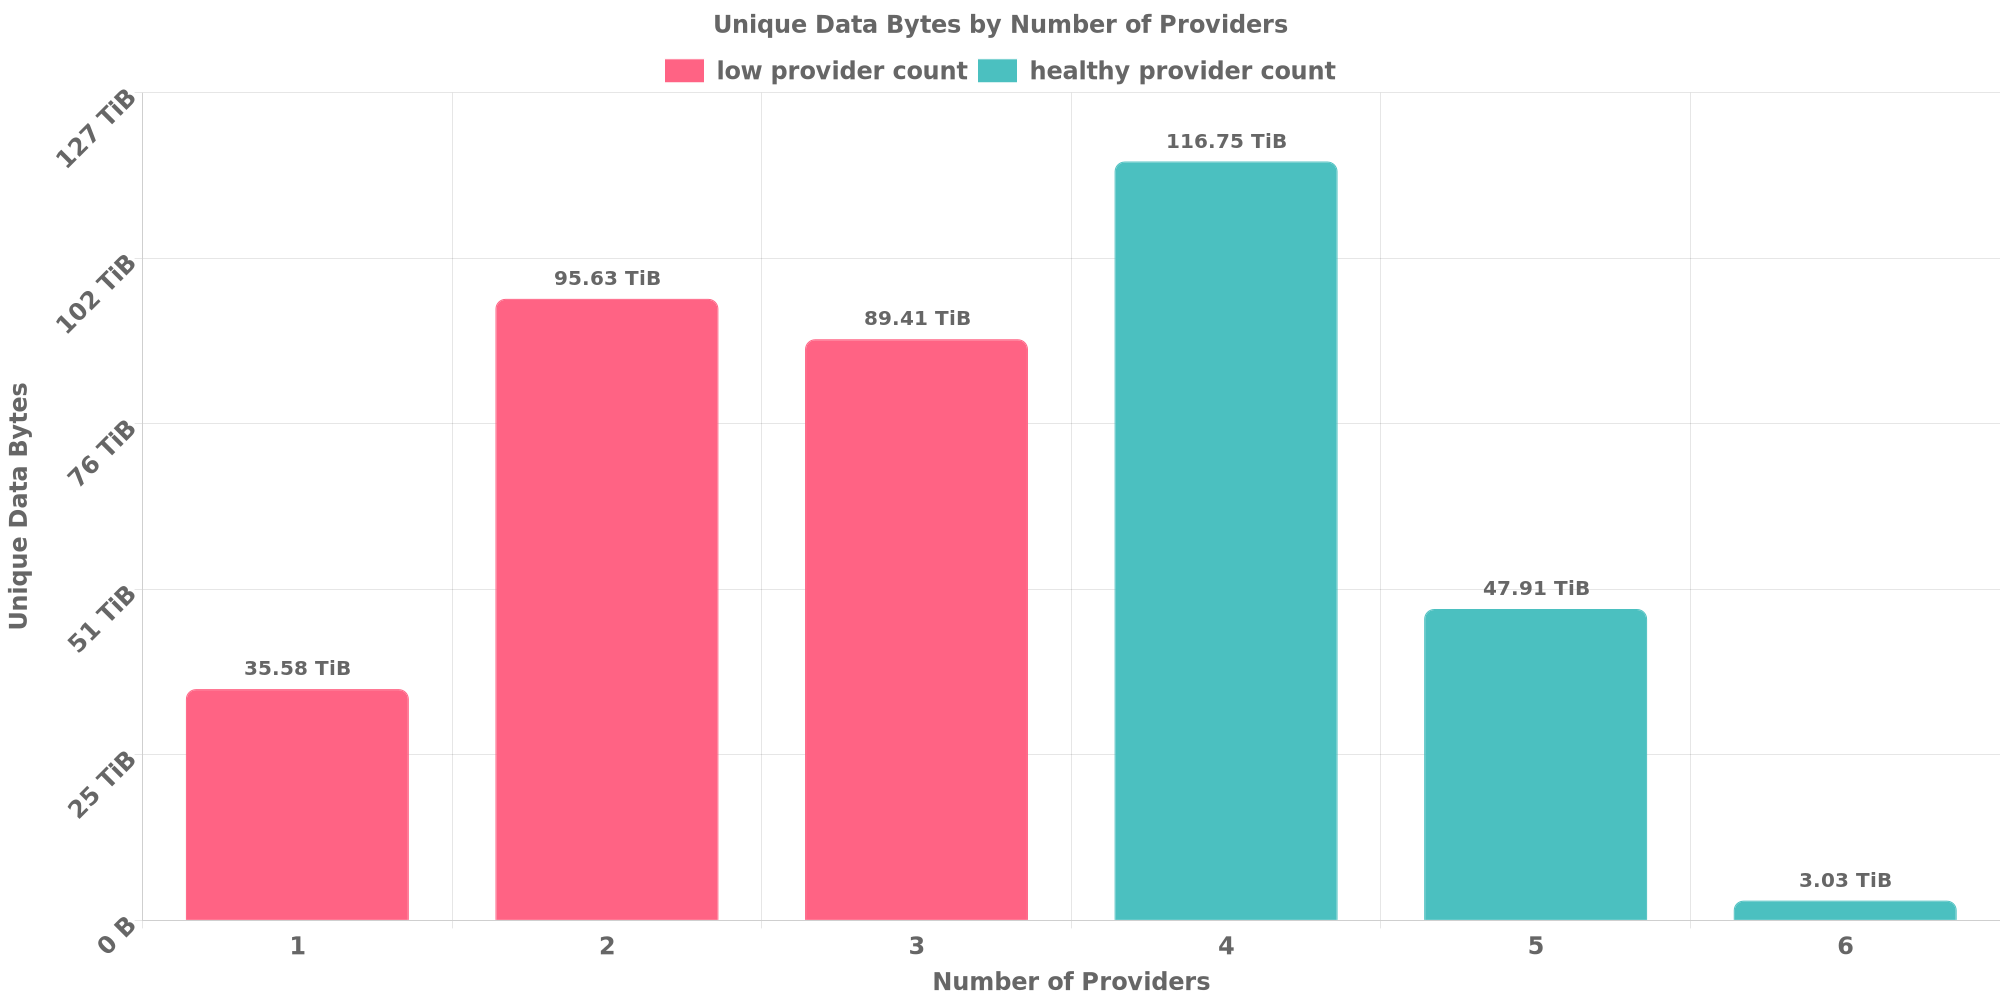 Unique Data Bytes by Number of Providers
low provider count healthy provider count
127 TiB
102 TiB
76 TiB
51 TiB
25 TiB
0 B
Unique Data Bytes
35.58 TiB
95.63 TiB
89.41 TiB
116.75 TiB
47.91 TiB
3.03 TiB
1 2 3 4 5 6
Number of Providers